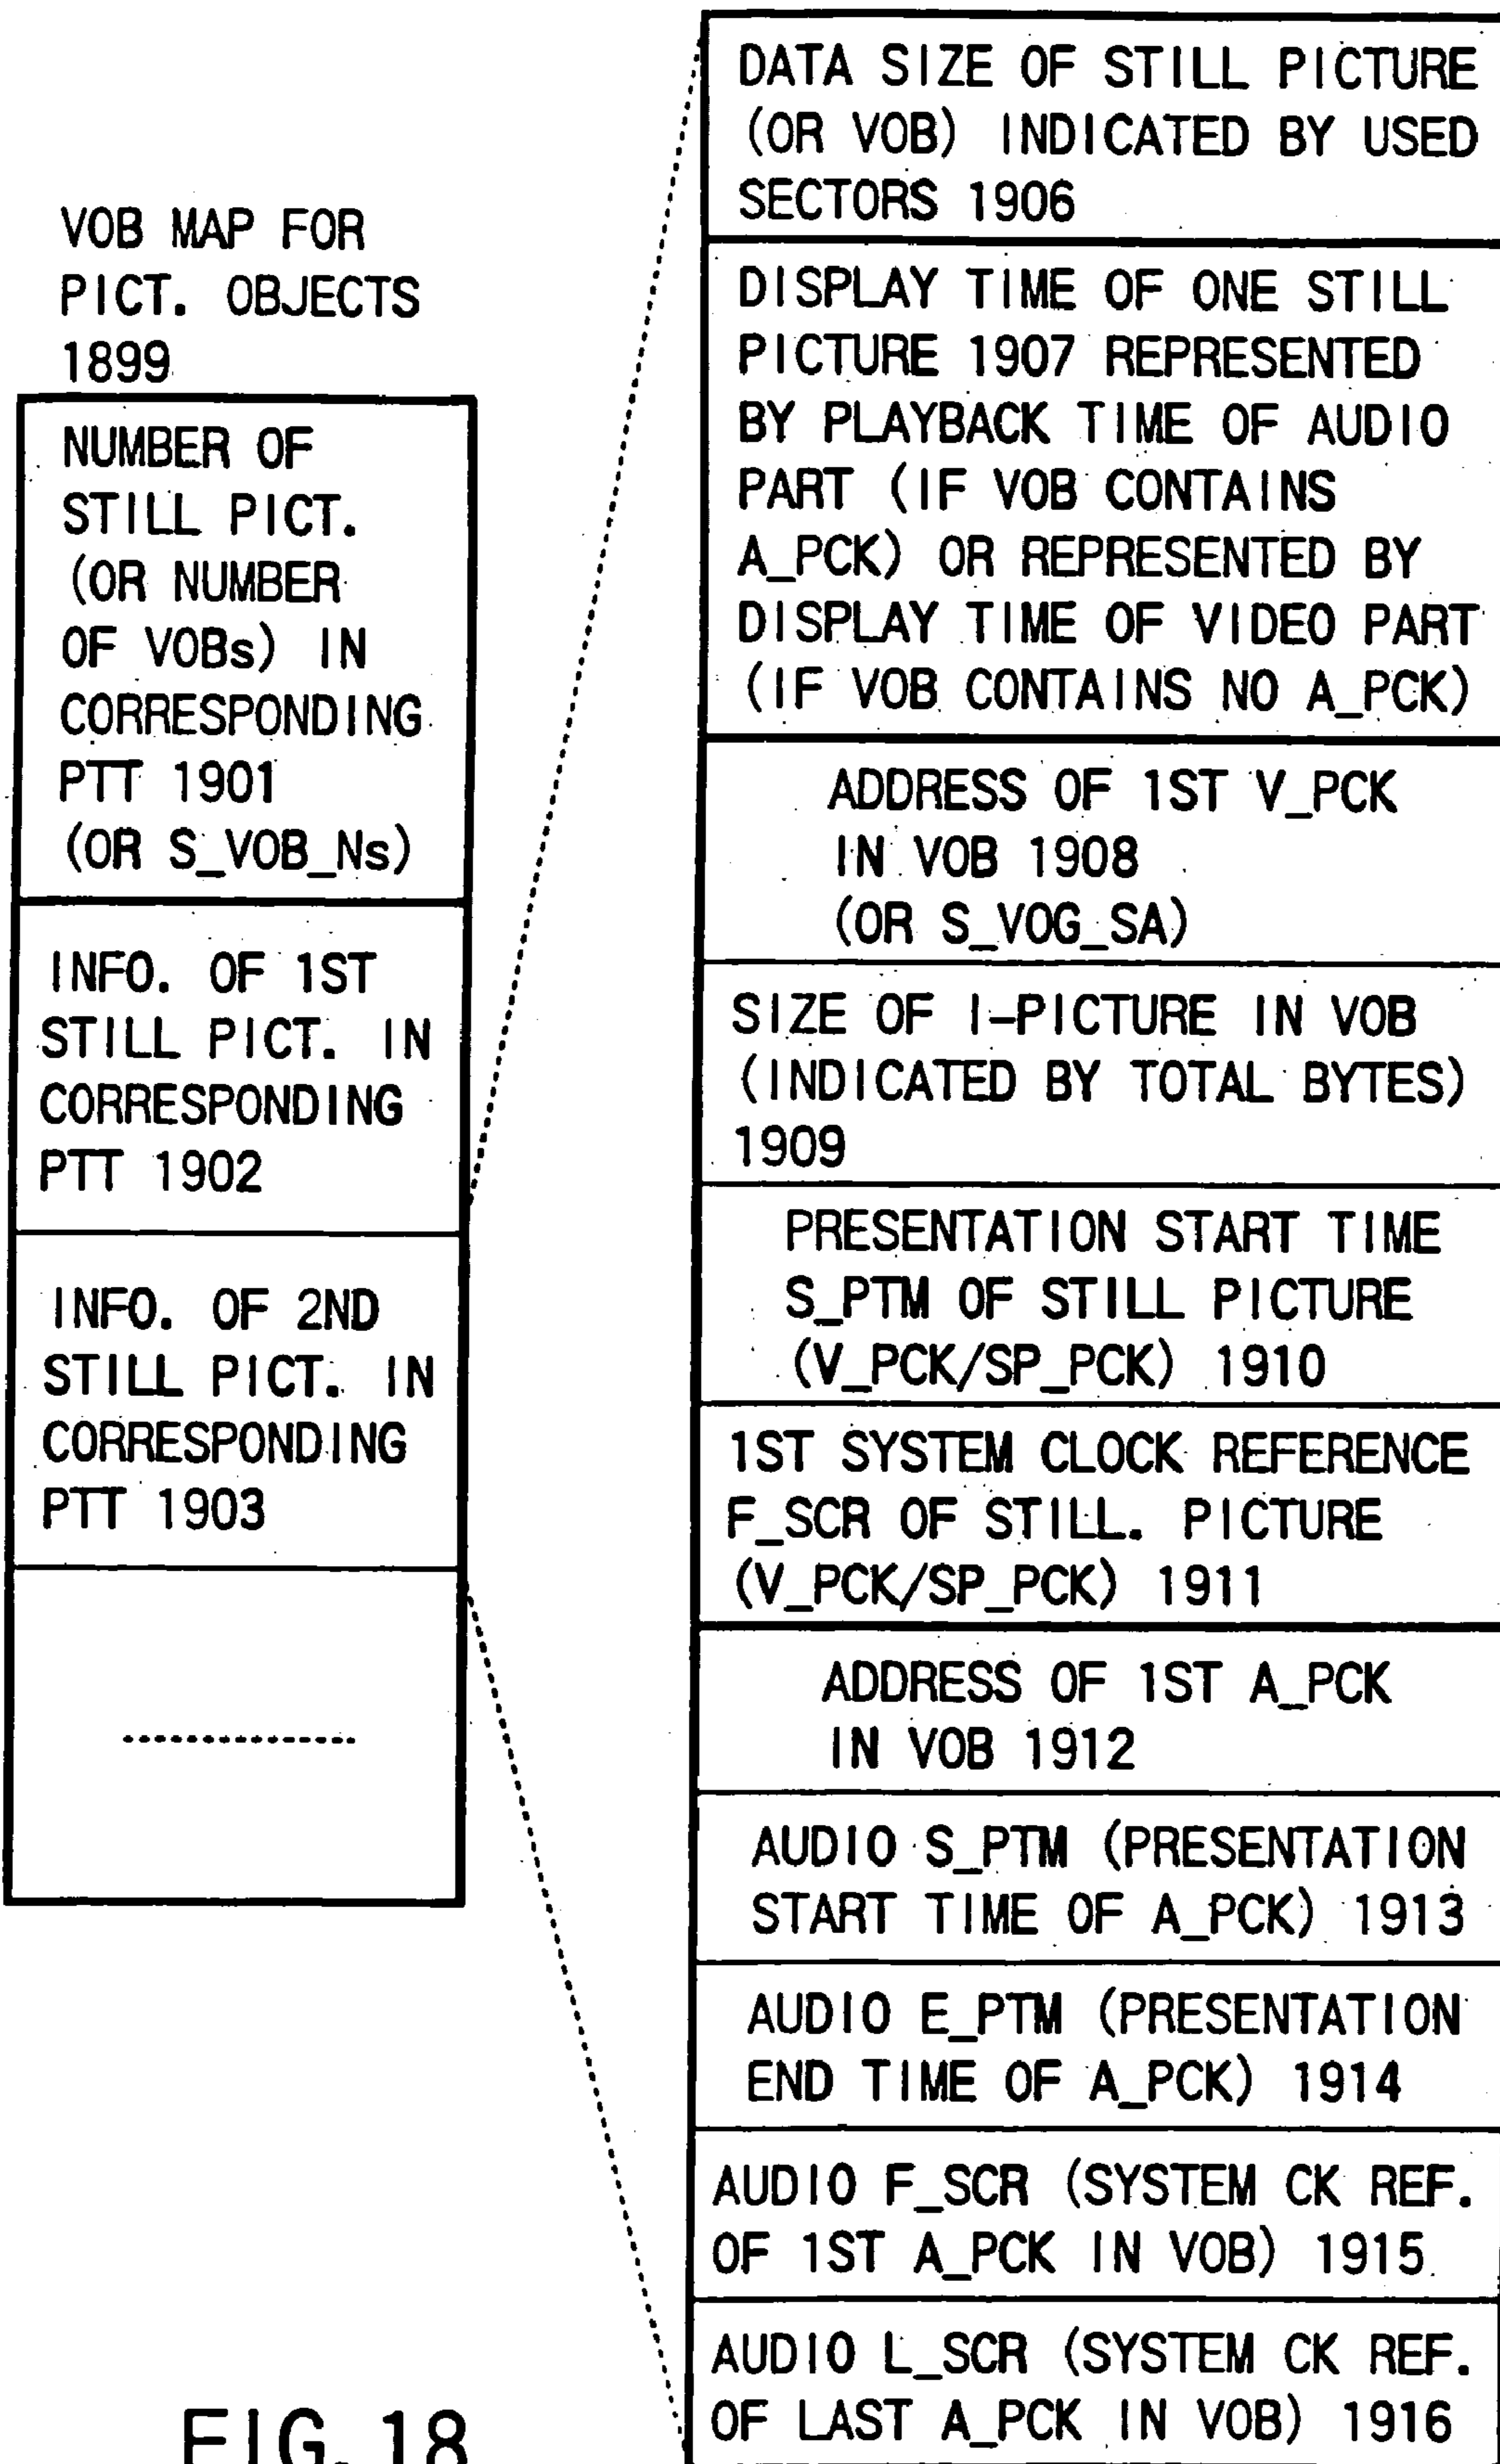 VOB MAP FOR
PICT. OBJECTS
1899
NUMBER OF
STILL PICT.
(OR NUMBER
OF VOBs) IN
CORRESPONDING
PTT 1901
(OR S_VOB_Ns)
INFO. OF 1ST
STILL PICT. IN
CORRESPONDING
PTT 1902
INFO. OF 2ND
STILL PICT. IN
CORRESPONDING
PTT 1903
DATA SIZE OF STILL PICTURE
(OR VOB) INDICATED BY USED
SECTORS 1906
DISPLAY TIME OF ONE STILL
PICTURE 1907 REPRESENTED
BY PLAYBACK TIME OF AUDIO
PART (IF VOB CONTAINS
A_PCK) OR REPRESENTED BY
DISPLAY TIME OF VIDEO PART
(IF VOB CONTAINS NO A_PCK)
ADDRESS OF 1ST V_PCK
IN VOB 1908
(OR S_VOG_SA)
SIZE OF I-PICTURE IN VOB
(INDICATED BY TOTAL BYTES)
1909
PRESENTATION START TIME
S_PTM OF STILL PICTURE
(V_PCK/SP_PCK) 1910
1ST SYSTEM CLOCK REFERENCE
F_SCR OF STILL. PICTURE
(V_PCK/SP_PCK) 1911
ADDRESS OF 1ST A_PCK
IN VOB 1912
AUDIO S_PTM (PRESENTATION
START TIME OF A_PCK) 1913
AUDIO E_PTM (PRESENTATION
END TIME OF A_PCK) 1914
AUDIO F_SCR (SYSTEM CK REF.
OF 1ST A_PCK IN VOB) 1915
AUDIO L_SCR (SYSTEM CK REF.
OF LAST A_PCK IN VOB) 1916
FIG. 18